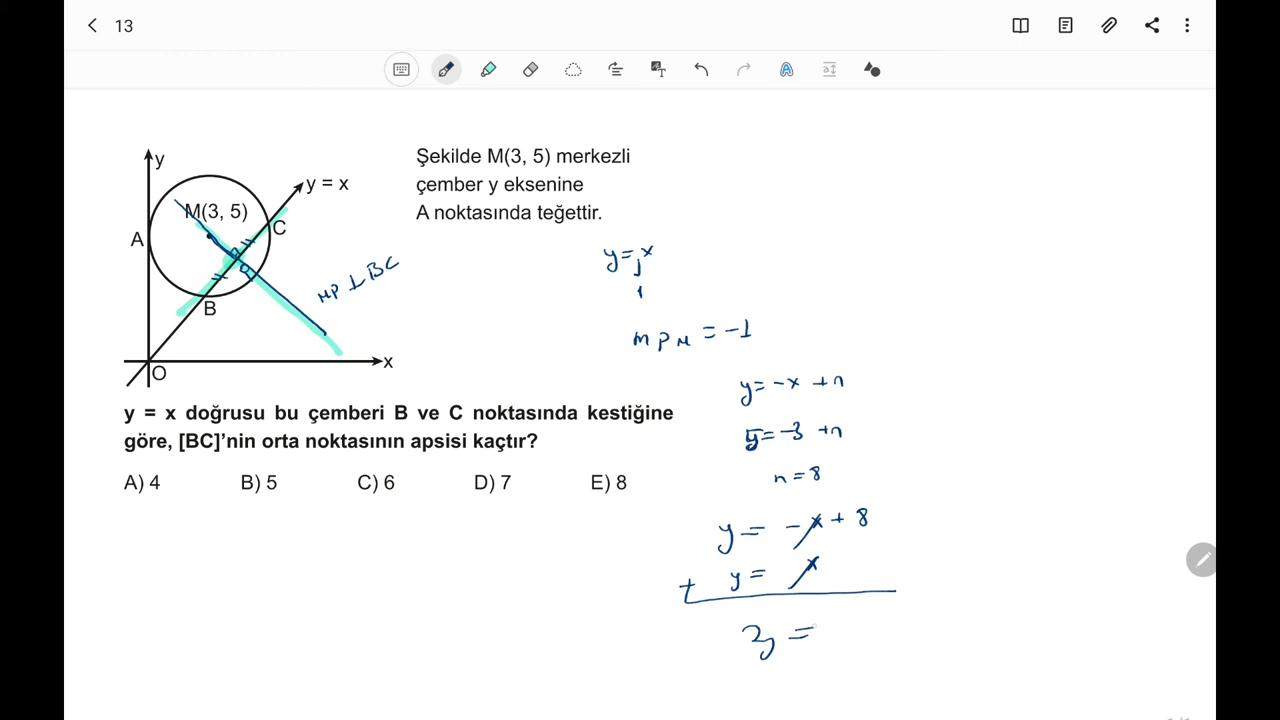 13
y
y = x
M(3, 5)
A
C
B
O
x
MP ⊥ BC
Şekilde M(3, 5) merkezli
çember y eksenine
A noktasında teğettir.
y = x
1
m PM = -1
y = -x + n
5 = -3 + n
n = 8
y = -x + 8
+ y = x
2y =
y = x doğrusu bu çemberi B ve C noktasında kestiğine
göre, [BC]'nin orta noktasının apsisi kaçtır?
A) 4 B) 5 C) 6 D) 7 E) 8